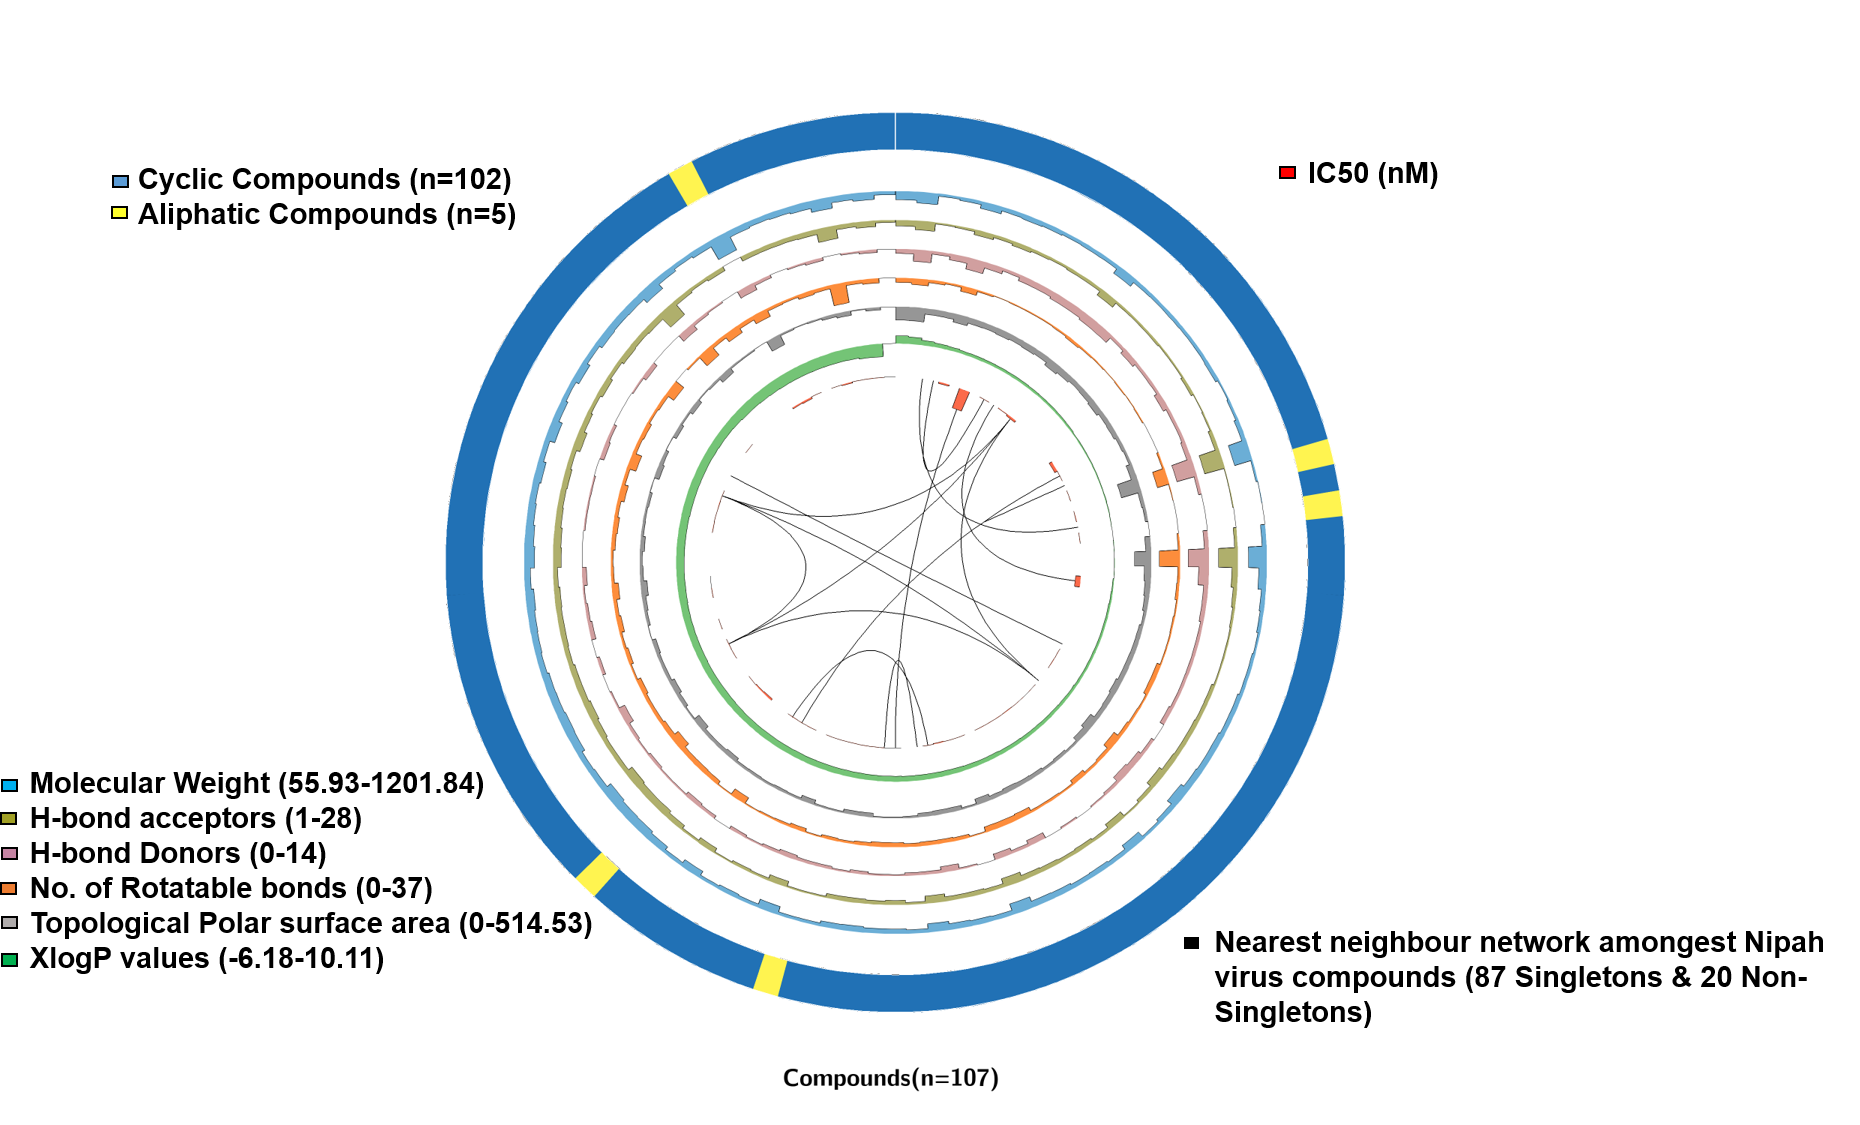 Cyclic Compounds (n=102)
Aliphatic Compounds (n=5)
IC50 (nM)
Molecular Weight (55.93-1201.84)
H-bond acceptors (1-28)
H-bond Donors (0-14)
No. of Rotatable bonds (0-37)
Topological Polar surface area (0-514.53)
XlogP values (-6.18-10.11)
Nearest neighbour network amongest Nipah
virus compounds (87 Singletons & 20 Non-
Singletons)
Compounds(n=107)